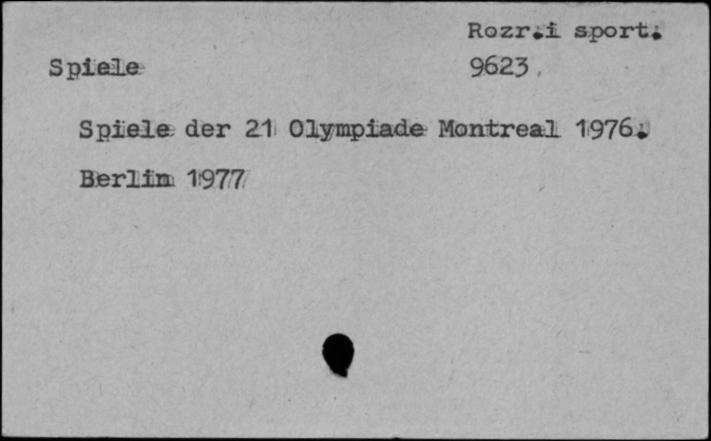 Rozr.i sport.
Spiele 9623
Spiele der 21 Olympiade Montreal 1976.
Berlin 1977